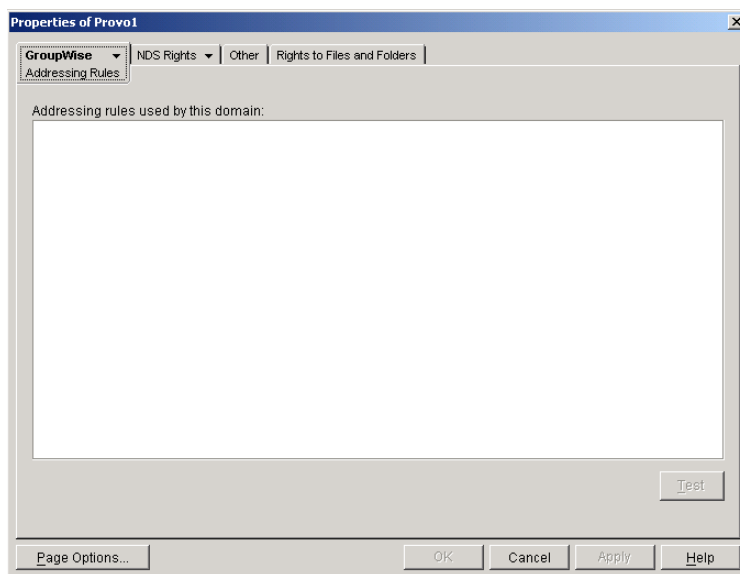 Properties of Provo1
GroupWise NDS Rights Other Rights to Files and Folders
Addressing Rules
Addressing rules used by this domain:
Test
Page Options... OK Cancel Apply Help